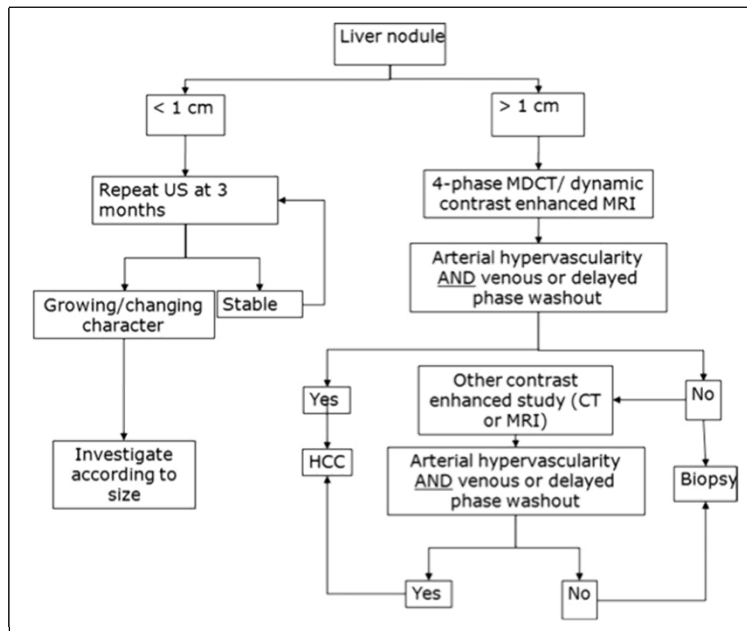 Liver nodule
< 1 cm
> 1 cm
Repeat US at 3
months
4-phase MDCT/ dynamic
contrast enhanced MRI
Arterial hypervascularity
AND venous or delayed
phase washout
Growing/changing
character
Stable
Yes
Other contrast
enhanced study (CT
or MRI)
No
Investigate
according to
size
HCC
Arterial hypervascularity
AND venous or delayed
phase washout
Biopsy
Yes
No